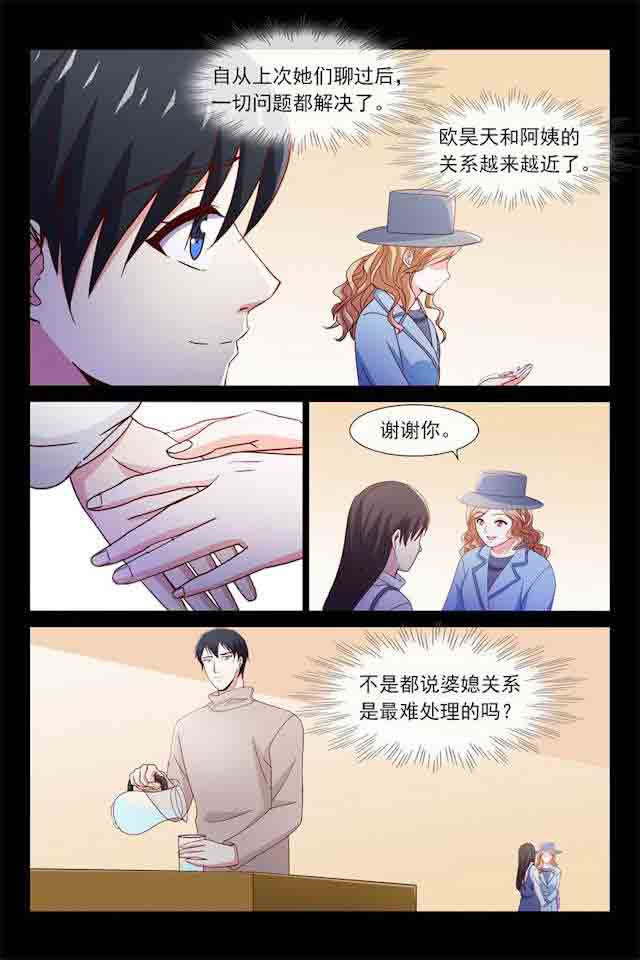 自从上次她们聊过后，
一切问题都解决了。
欧昊天和阿姨的
关系越来越近了。
谢谢你。
不是都说婆媳关系
是最难处理的吗？